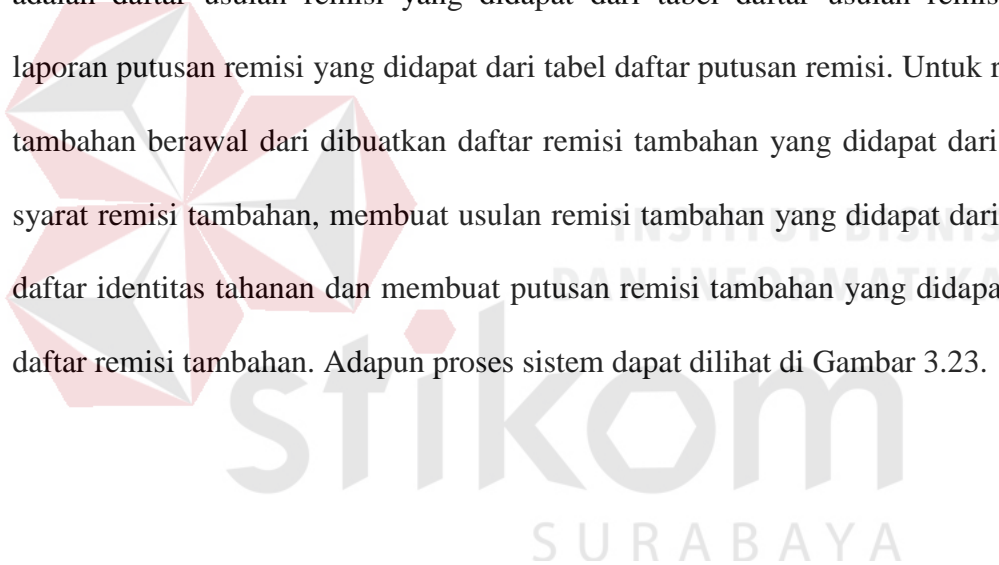 adalah daftar usulan remisi yang didapat dari tabel daftar usulan
laporan putusan remisi yang didapat dari tabel daftar putusan remisi. Untuk
tambahan berawal dari dibuatkan daftar remisi tambahan yang didapat dari
syarat remisi tambahan, membuat usulan remisi tambahan yang didapat dari
INSTITUT BISNIS
daftar identitas tahanan dan membuat putusan remisi tambahan yang
DAN INFORMATIKA
daftar remisi tambahan. Adapun proses sistem dapat dilihat di Gambar 3.23.
stikom
SURABAYA